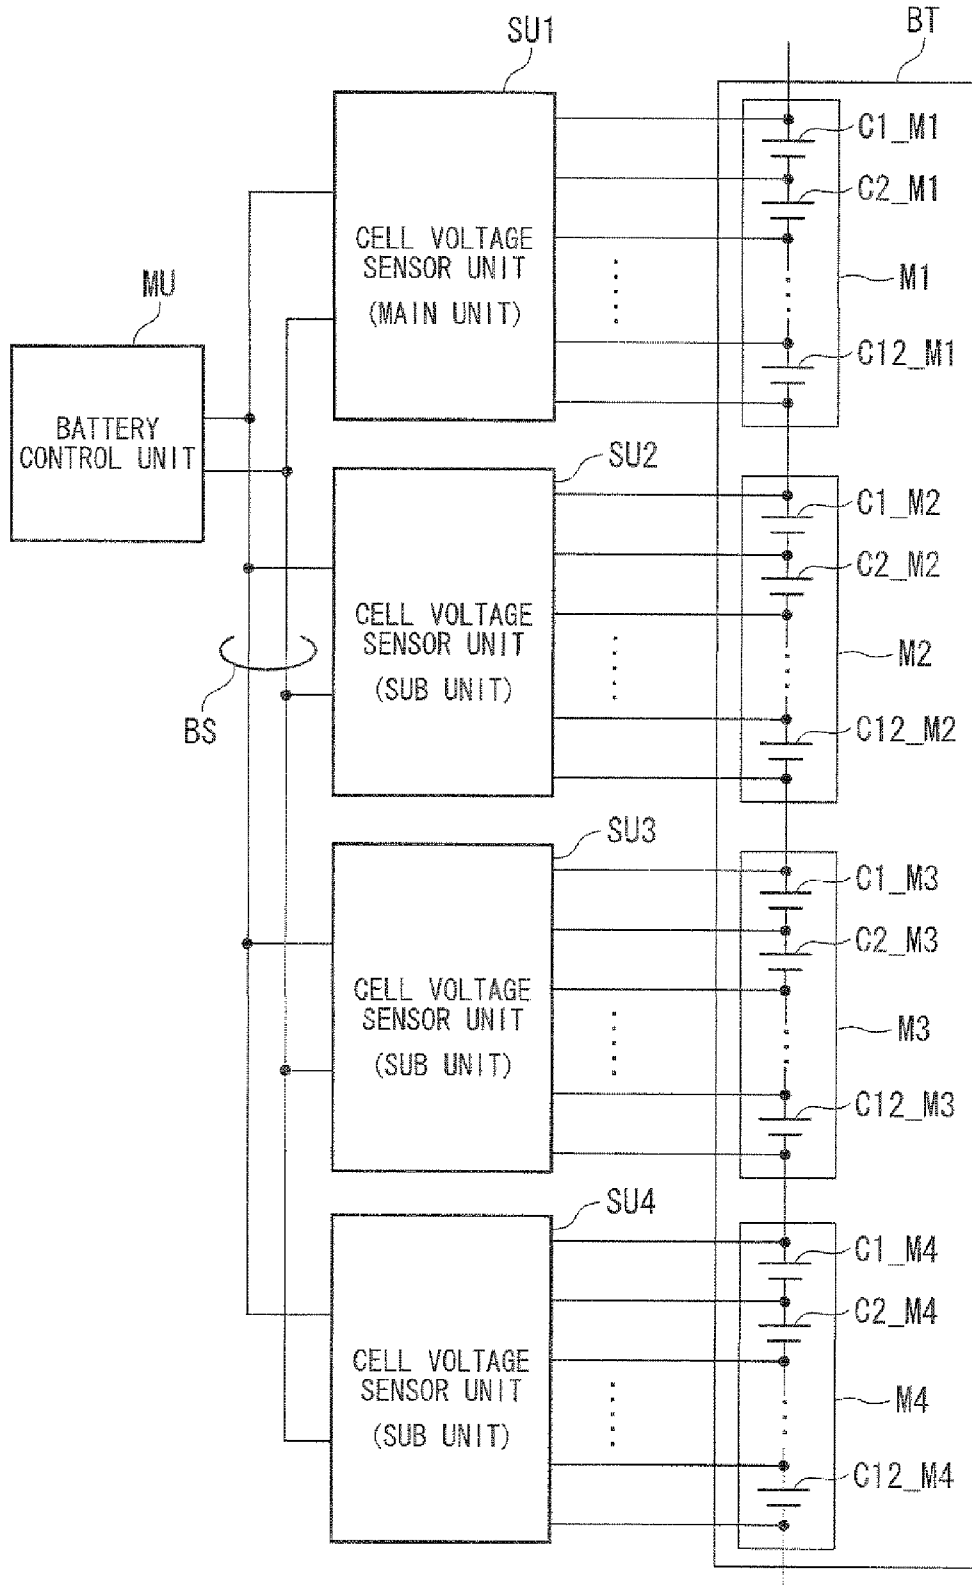 SU1
BT
C1_M1
C2_M1
CELL VOLTAGE
SENSOR UNIT
(MAIN UNIT)
M1
MU
C12_M1
BATTERY
CONTROL UNIT
SU2
C1_M2
C2_M2
CELL VOLTAGE
SENSOR UNIT
(SUB UNIT)
M2
BS
C12_M2
SU3
C1_M3
C2_M3
CELL VOLTAGE
SENSOR UNIT
(SUB UNIT)
M3
C12_M3
SU4
C1_M4
C2_M4
CELL VOLTAGE
SENSOR UNIT
(SUB UNIT)
M4
C12_M4